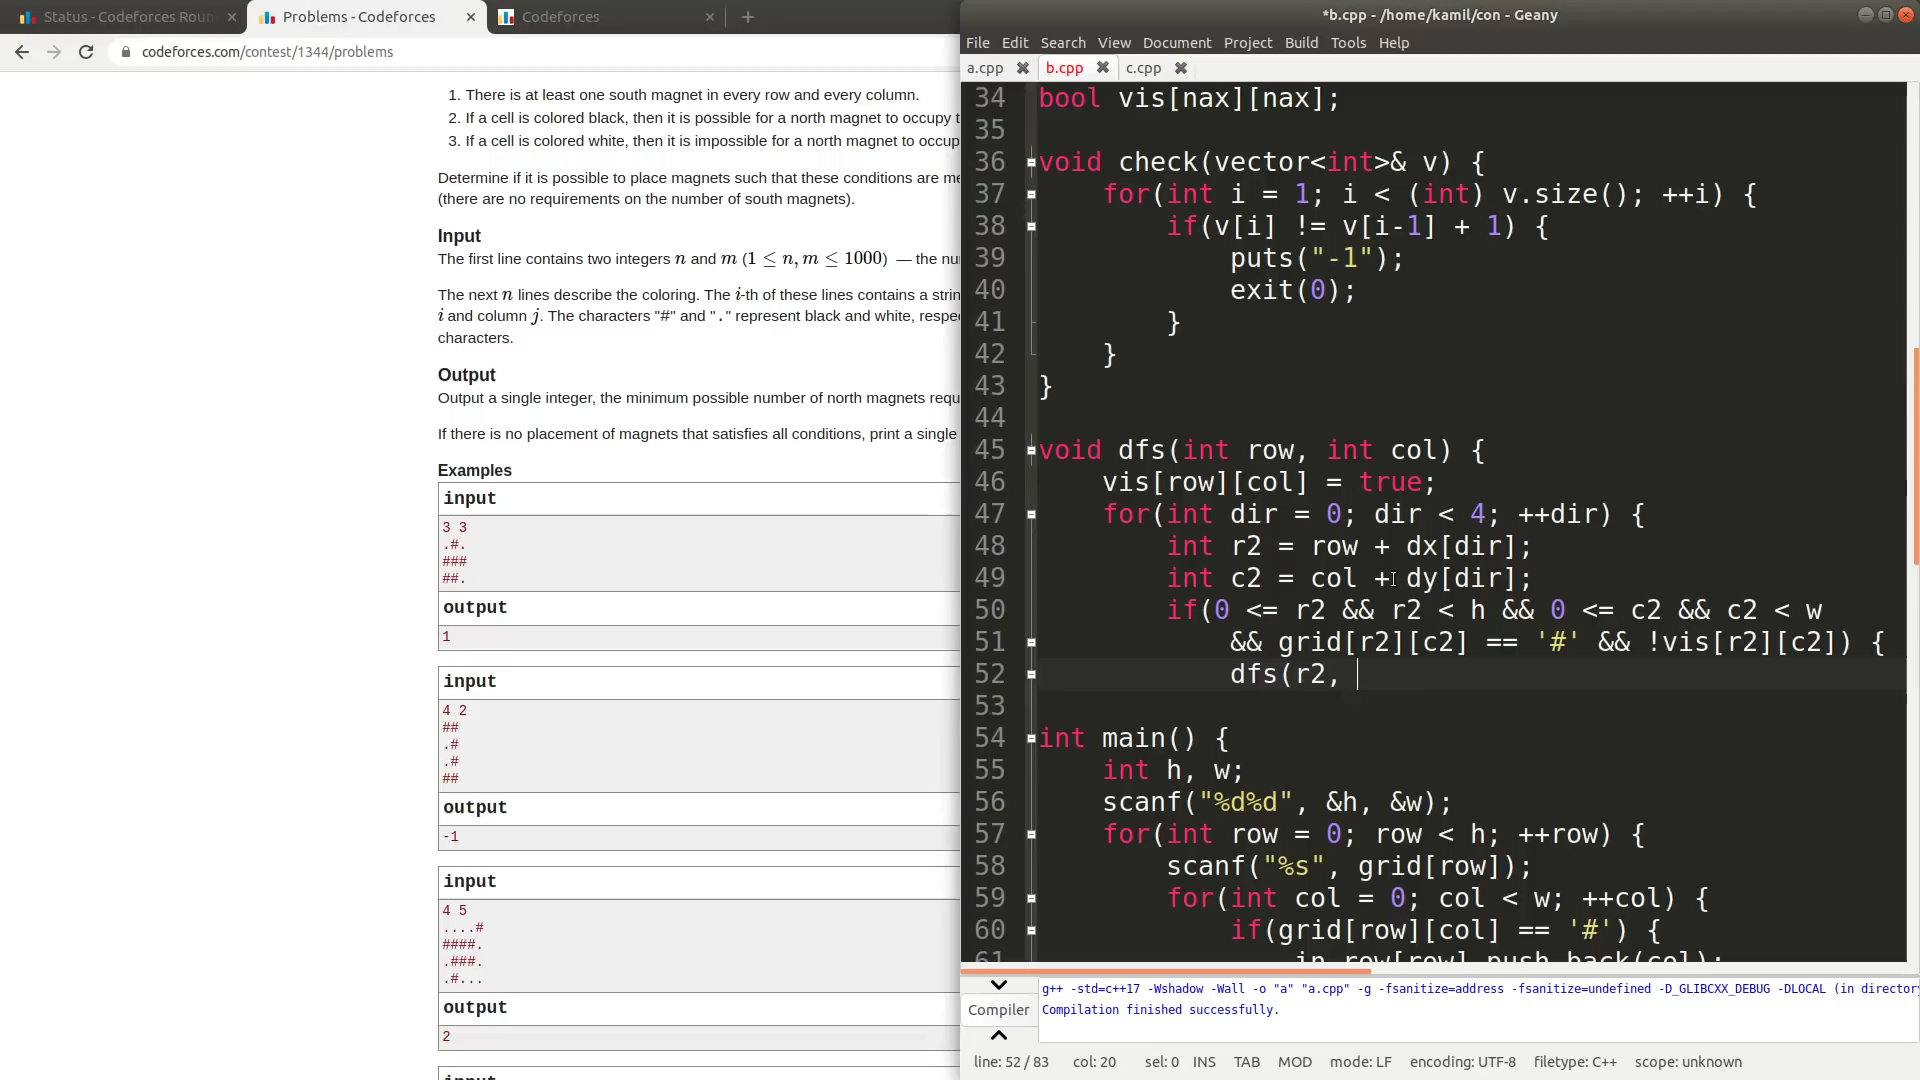 Status - Codeforces Roun
Problems - Codeforces
Codeforces
codeforces.com/contest/1344/problems
1. There is at least one south magnet in every row and every column.
2. If a cell is colored black, then it is possible for a north magnet to occupy t
3. If a cell is colored white, then it is impossible for a north magnet to occup
Determine if it is possible to place magnets such that these conditions are me
(there are no requirements on the number of south magnets).
Input
The first line contains two integers n and m (1 ≤ n, m ≤ 1000) — the nu
The next n lines describe the coloring. The i-th of these lines contains a strin
i and column j. The characters "#" and "." represent black and white, respe
characters.
Output
Output a single integer, the minimum possible number of north magnets requ
If there is no placement of magnets that satisfies all conditions, print a single
Examples
input
3 3
.#.
###
##.
output
1
input
4 2
##
.#
.#
##
output
-1
input
4 5
....#
####.
.###.
.#...
output
2
input
*b.cpp - /home/kamil/con - Geany
File Edit Search View Document Project Build Tools Help
a.cpp b.cpp c.cpp
34 bool vis[nax][nax];
35
36 void check(vector<int>& v) {
37 for(int i = 1; i < (int) v.size(); ++i) {
38 if(v[i] != v[i-1] + 1) {
39 puts("-1");
40 exit(0);
41 }
42 }
43 }
44
45 void dfs(int row, int col) {
46 vis[row][col] = true;
47 for(int dir = 0; dir < 4; ++dir) {
48 int r2 = row + dx[dir];
49 int c2 = col + dy[dir];
50 if(0 <= r2 && r2 < h && 0 <= c2 && c2 < w
51 && grid[r2][c2] == '#' && !vis[r2][c2]) {
52 dfs(r2,
53
54 int main() {
55 int h, w;
56 scanf("%d%d", &h, &w);
57 for(int row = 0; row < h; ++row) {
58 scanf("%s", grid[row]);
59 for(int col = 0; col < w; ++col) {
60 if(grid[row][col] == '#') {
61 in_row[row].push_back(col);
Compiler
g++ -std=c++17 -Wshadow -Wall -o "a" "a.cpp" -g -fsanitize=address -fsanitize=undefined -D_GLIBCXX_DEBUG -DLOCAL (in directory
Compilation finished successfully.
line: 52 / 83 col: 20 sel: 0 INS TAB MOD mode: LF encoding: UTF-8 filetype: C++ scope: unknown